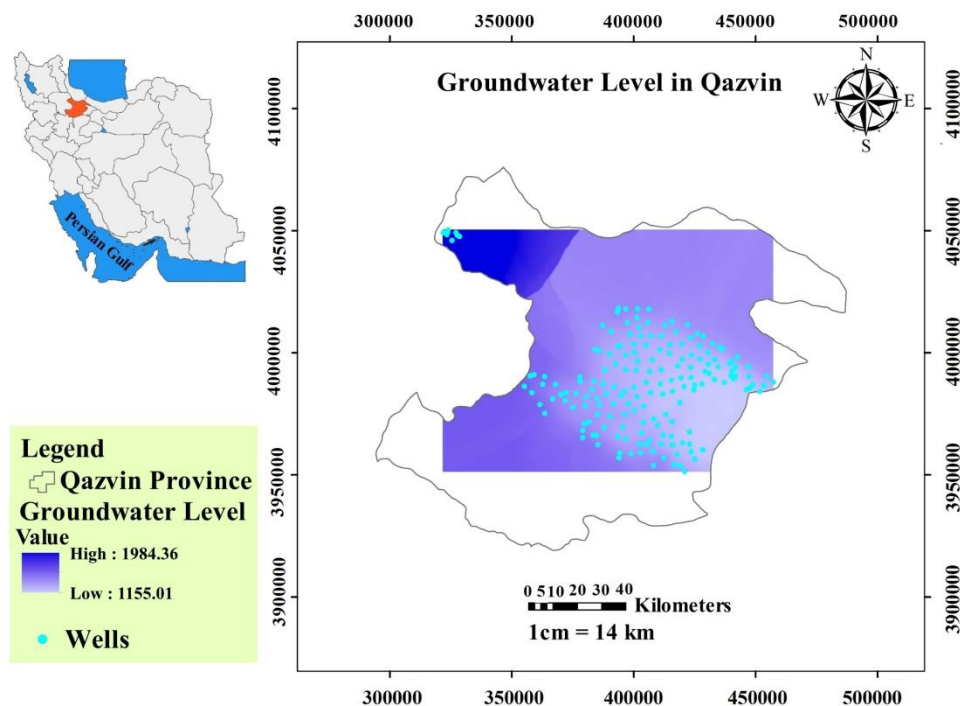 300000 350000 400000 450000 500000
Groundwater Level in Qazvin
N
W E
S
Persian Gulf
4100000
4050000
4000000
3950000
3900000
4100000
4050000
4000000
3950000
3900000
Legend
Qazvin Province
Groundwater Level
Value
High : 1984.36
Low : 1155.01
Wells
0 5 10 20 30 40
Kilometers
1cm = 14 km
300000 350000 400000 450000 500000